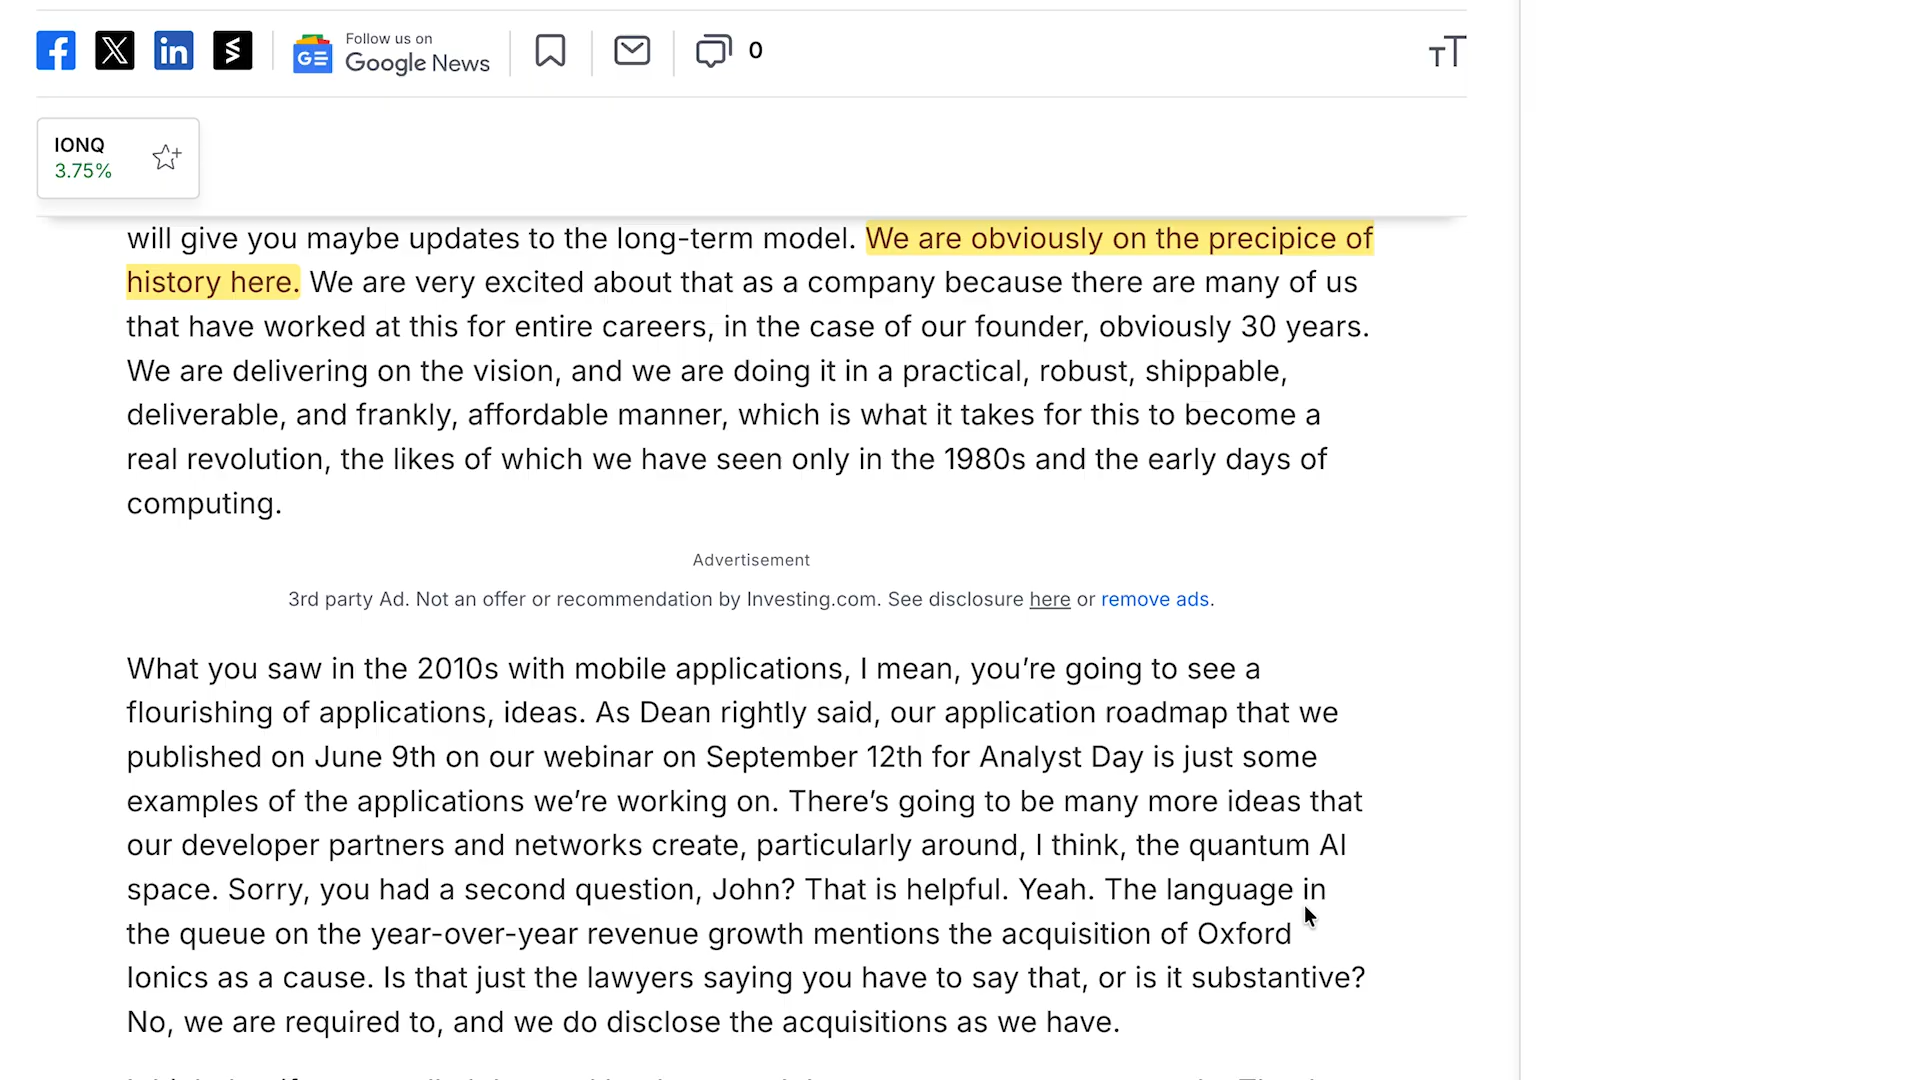 Follow us on
Google News
0
TT
IONQ
3.75%
will give you maybe updates to the long-term model. We are obviously on the precipice of
history here. We are very excited about that as a company because there are many of us
that have worked at this for entire careers, in the case of our founder, obviously 30 years.
We are delivering on the vision, and we are doing it in a practical, robust, shippable,
deliverable, and frankly, affordable manner, which is what it takes for this to become a
real revolution, the likes of which we have seen only in the 1980s and the early days of
computing.
Advertisement
3rd party Ad. Not an offer or recommendation by Investing.com. See disclosure here or remove ads.
What you saw in the 2010s with mobile applications, I mean, you’re going to see a
flourishing of applications, ideas. As Dean rightly said, our application roadmap that we
published on June 9th on our webinar on September 12th for Analyst Day is just some
examples of the applications we’re working on. There’s going to be many more ideas that
our developer partners and networks create, particularly around, I think, the quantum AI
space. Sorry, you had a second question, John? That is helpful. Yeah. The language in
the queue on the year-over-year revenue growth mentions the acquisition of Oxford
Ionics as a cause. Is that just the lawyers saying you have to say that, or is it substantive?
No, we are required to, and we do disclose the acquisitions as we have.